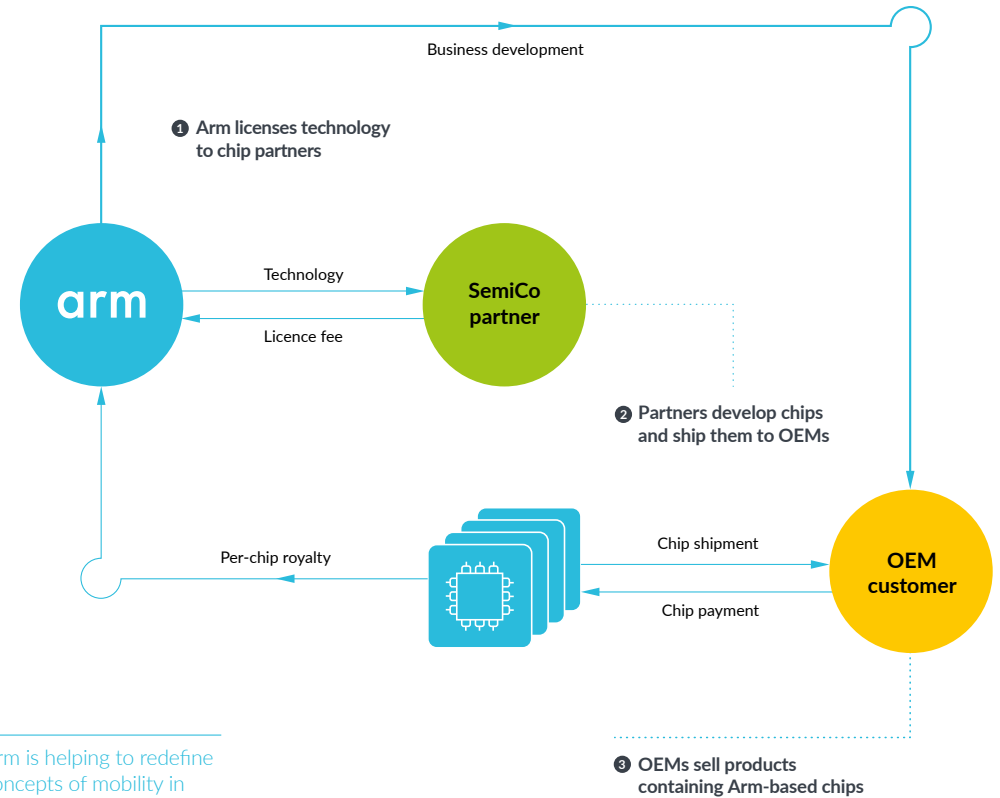 Business development
1 Arm licenses technology
to chip partners
arm
Technology
Licence fee
SemiCo
partner
2 Partners develop chips
and ship them to OEMs
Per-chip royalty
Chip shipment
Chip payment
OEM
customer
rm is helping to redefine
oncepts of mobility in
3 OEMs sell products
containing Arm-based chips